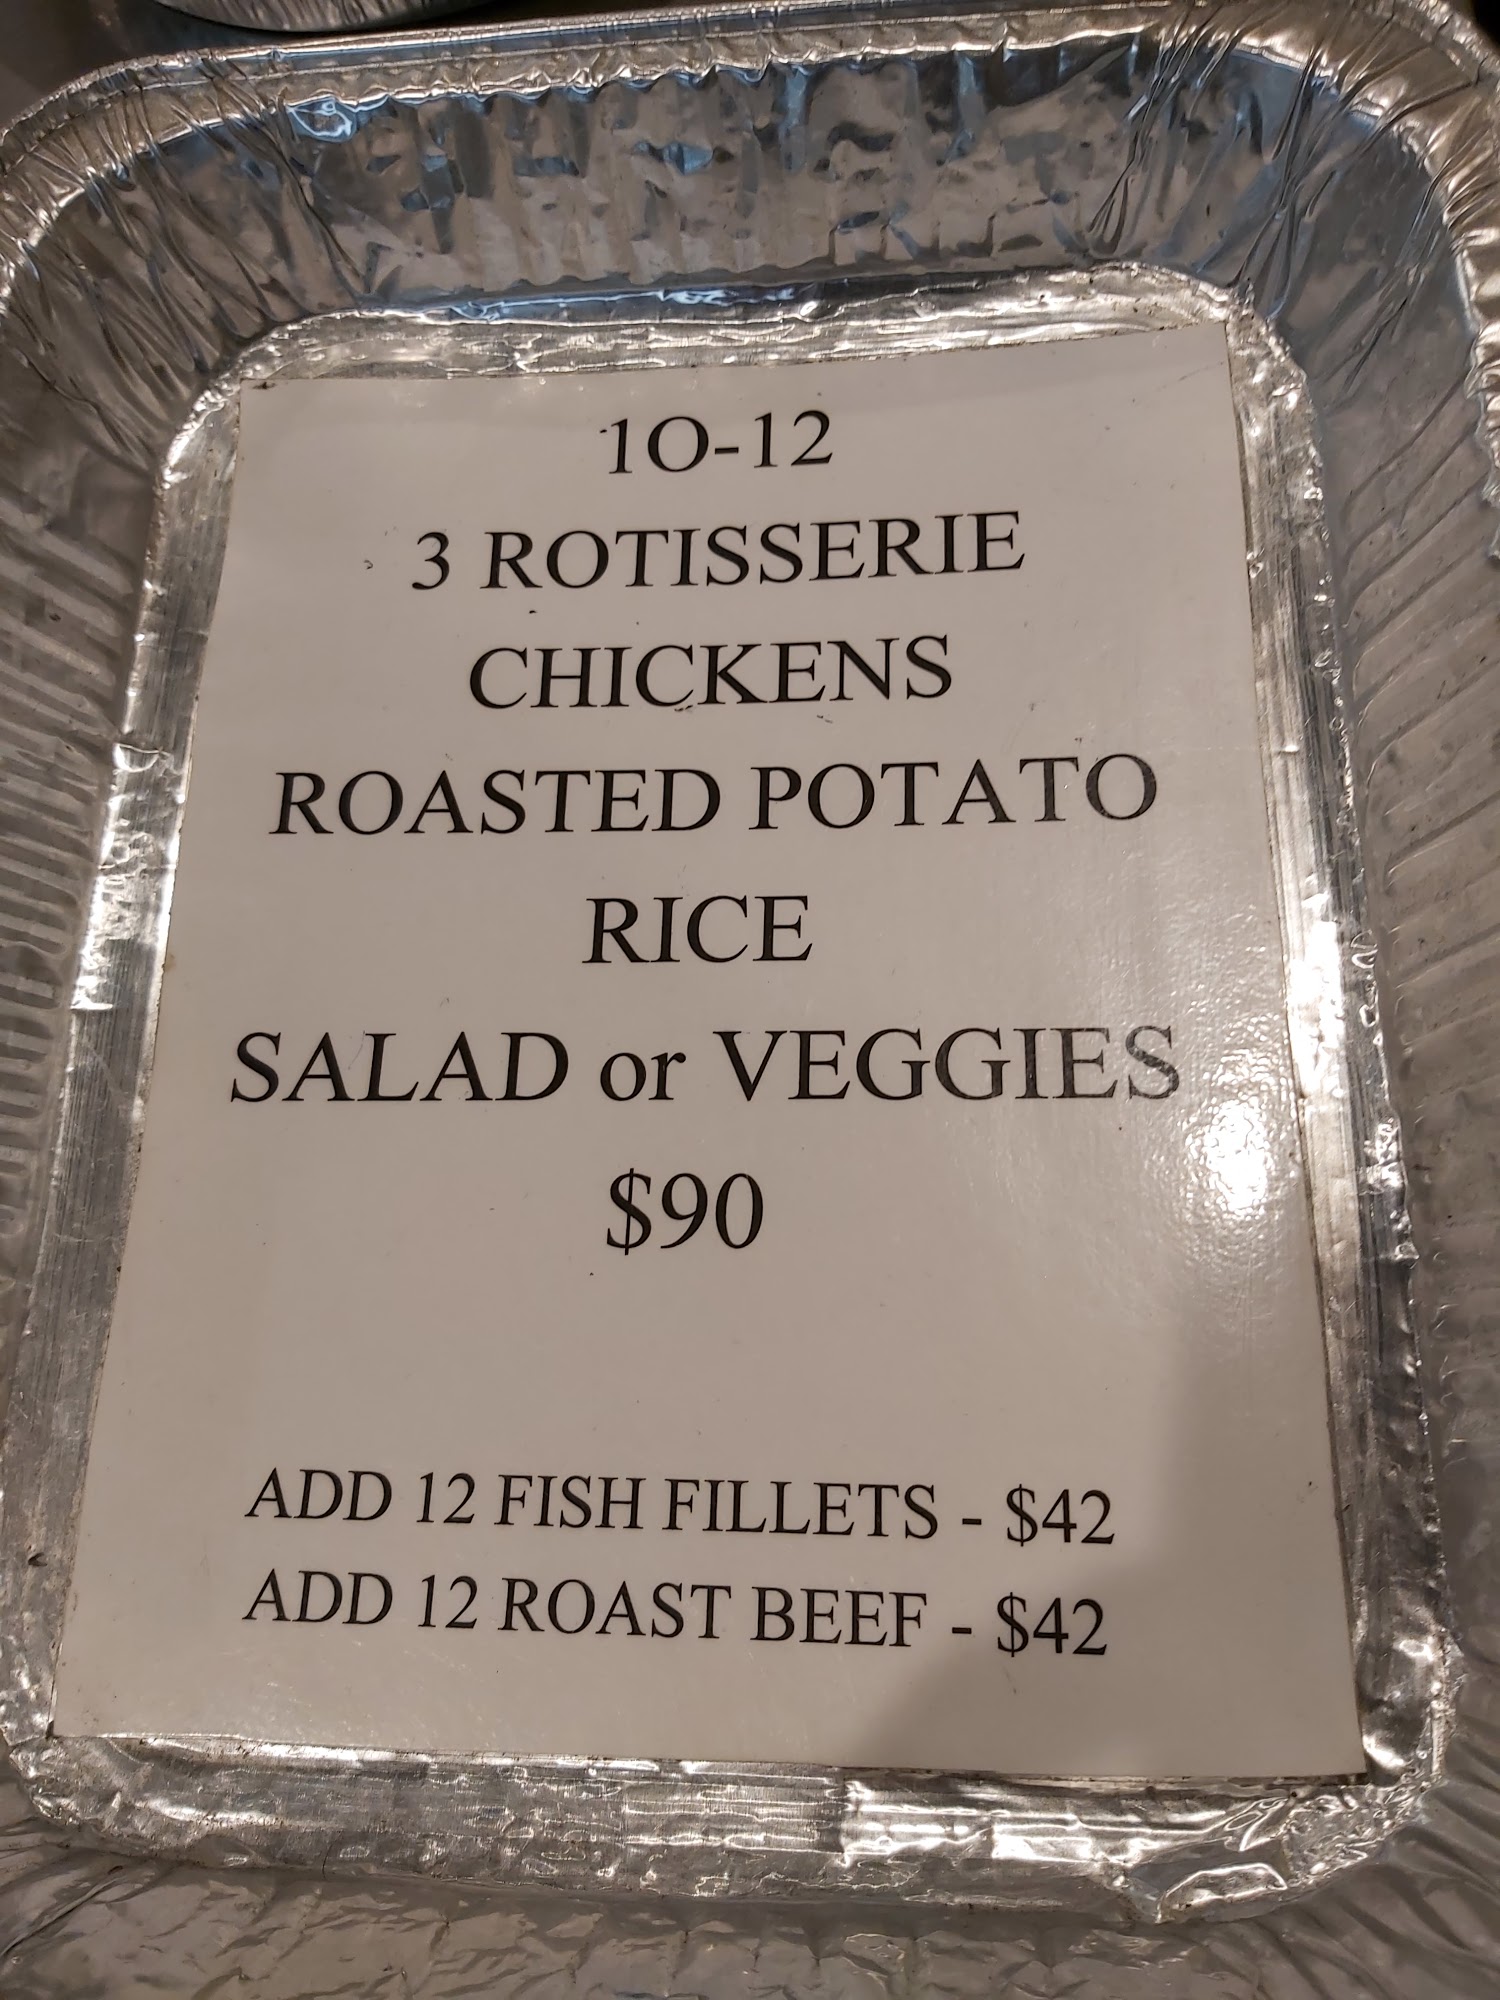 10-12
3 ROTISSERIE
CHICKENS
ROASTED POTATO
RICE
SALAD or VEGGIES
$90
ADD 12 FISH FILLETS - $42
ADD 12 ROAST BEEF - $42